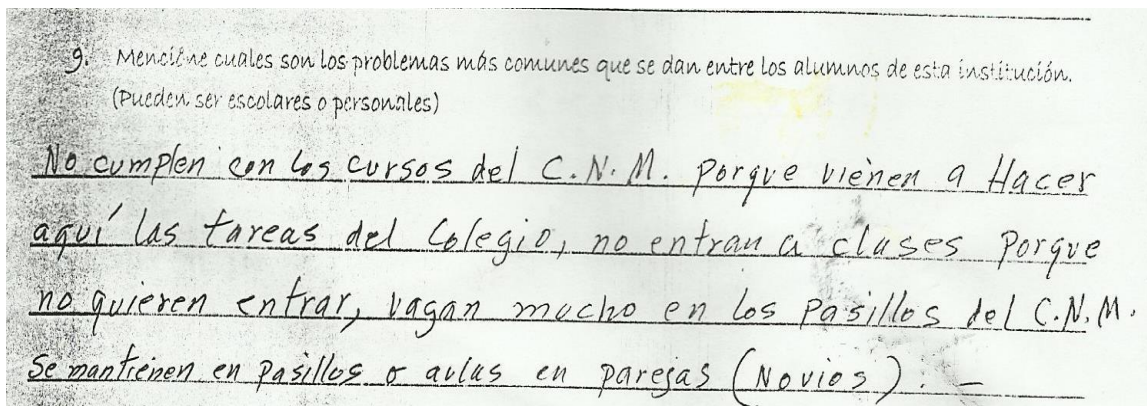 9. Mencione cuales son los problemas más comunes que se dan entre los alumnos de esta institución.
(Pueden ser escolares o personales)
No cumplen con los cursos del C.N.M. porque vienen a Hacer
aquí las tareas del Colegio, no entran a clases porque
no quieren entrar, vagan mucho en los pasillos del C.N.M.
Se mantienen en pasillos o aulas en parejas (Novios). —